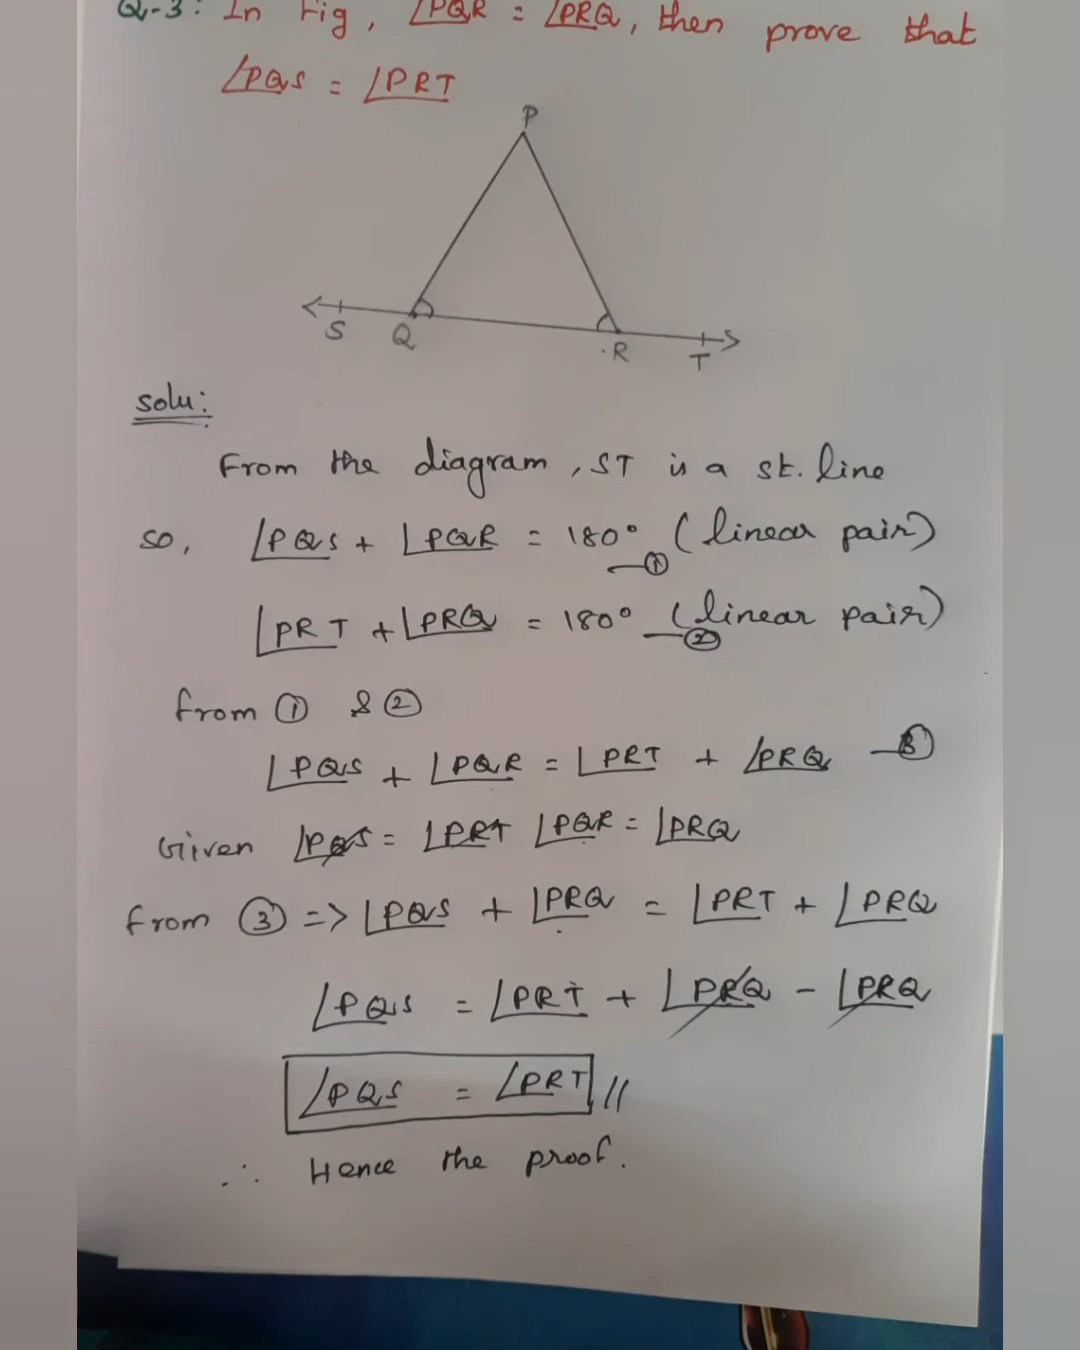 Q-3: In Fig, ∠PQR = ∠PRQ, then prove that
∠PQS = ∠PRT
P
S Q R T
Solu:
From the diagram, ST is a st. line
so, ∠PQS + ∠PQR = 180° (linear pair)
①
∠PRT + ∠PRQ = 180° (linear pair)
②
from ① & ②
∠PQS + ∠PQR = ∠PRT + ∠PRQ —③
Given ∠PQS = ∠PRT ∠PQR = ∠PRQ
from ③ => ∠PQS + ∠PRQ = ∠PRT + ∠PRQ
∠PQS = ∠PRT + ∠PRQ - ∠PRQ
∠PQS = ∠PRT //
∴ Hence the proof.